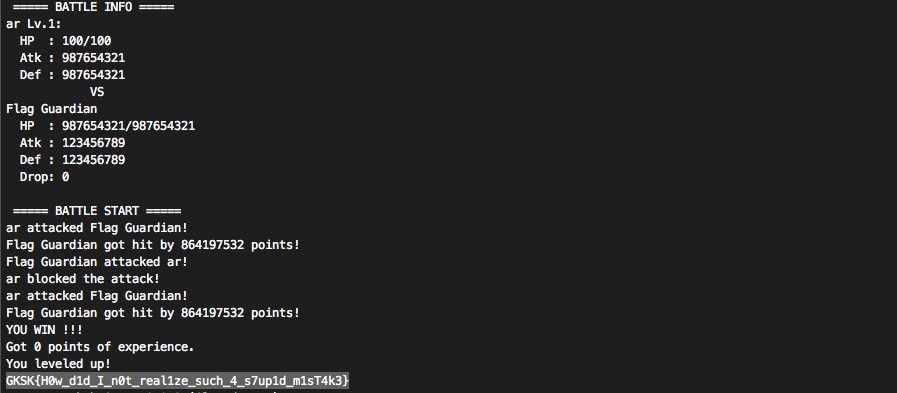 ===== BATTLE INFO =====
ar Lv.1:
HP  : 100/100
Atk : 987654321
Def : 987654321
VS
Flag Guardian
HP  : 987654321/987654321
Atk : 123456789
Def : 123456789
Drop: 0
===== BATTLE START =====
ar attacked Flag Guardian!
Flag Guardian got hit by 864197532 points!
Flag Guardian attacked ar!
ar blocked the attack!
ar attacked Flag Guardian!
Flag Guardian got hit by 864197532 points!
YOU WIN !!!
Got 0 points of experience.
You leveled up!
GKSK{H0w_d1d_I_n0t_real1ze_such_4_s7up1d_m1sT4k3}